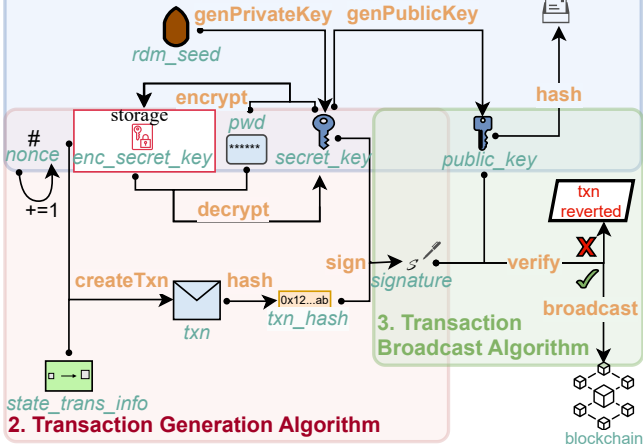 genPrivateKey genPublicKey
rdm_seed
encrypt
hash
storage
pwd
#
nonce
enc_secret_key
******
secret_key
public_key
+=1
decrypt
txn
reverted
sign
signature
verify
createTxn
hash
broadcast
0x12...ab
txn
txn_hash
3. Transaction
Broadcast Algorithm
state_trans_info
2. Transaction Generation Algorithm
blockchain